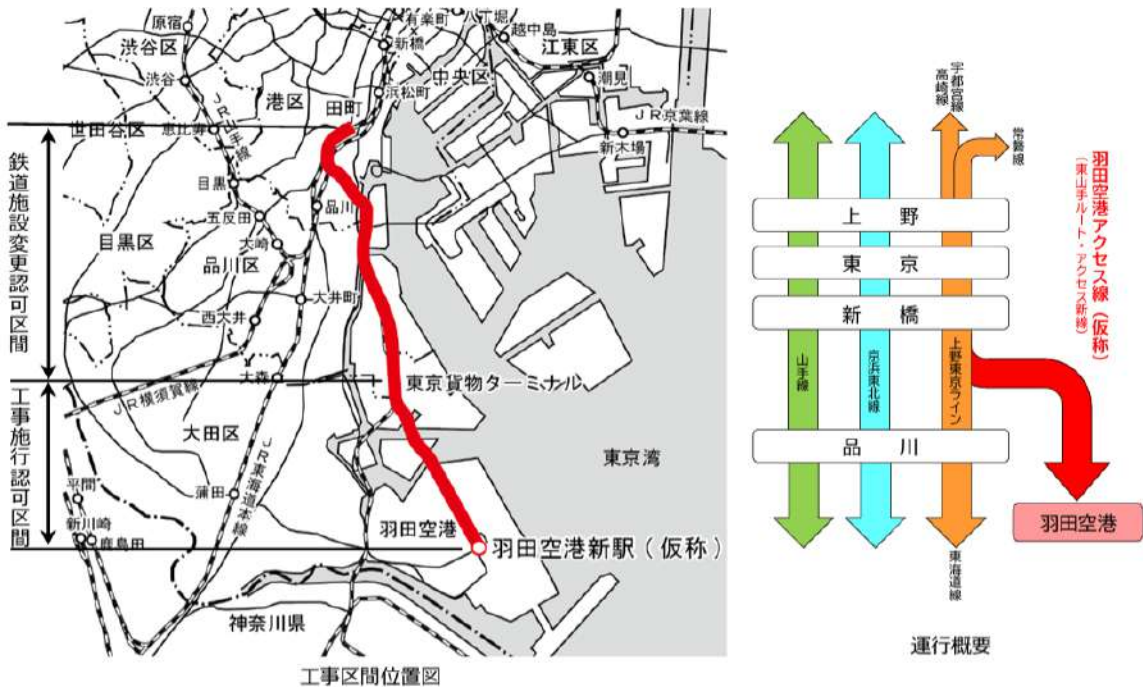 原宿
有楽町
八丁堀
越中島
渋谷区
新橋
江東区
中央区
渋谷
港区
浜松町
潮見
田町
JR京葉線
世田谷区
恵比寿
JR山手線
新木場
目黒
鉄道施設変更認可区間
五反田
品川
目黒区
大崎
品川区
大井町
西大井
大森
東京貨物ターミナル
JR横須賀線
工事施行認可区間
大田区
JR東海道本線
東京湾
平間
蒲田
新川崎
鹿島田
羽田空港
羽田空港新駅(仮称)
神奈川県
工事区間位置図
宇都宮線
高崎線
常磐線
羽田空港アクセス線(仮称)
(東山手ルート・アクセス新線)
上野
東京
新橋
山手線
京浜東北線
上野東京ライン
品川
羽田空港
東海道線
運行概要